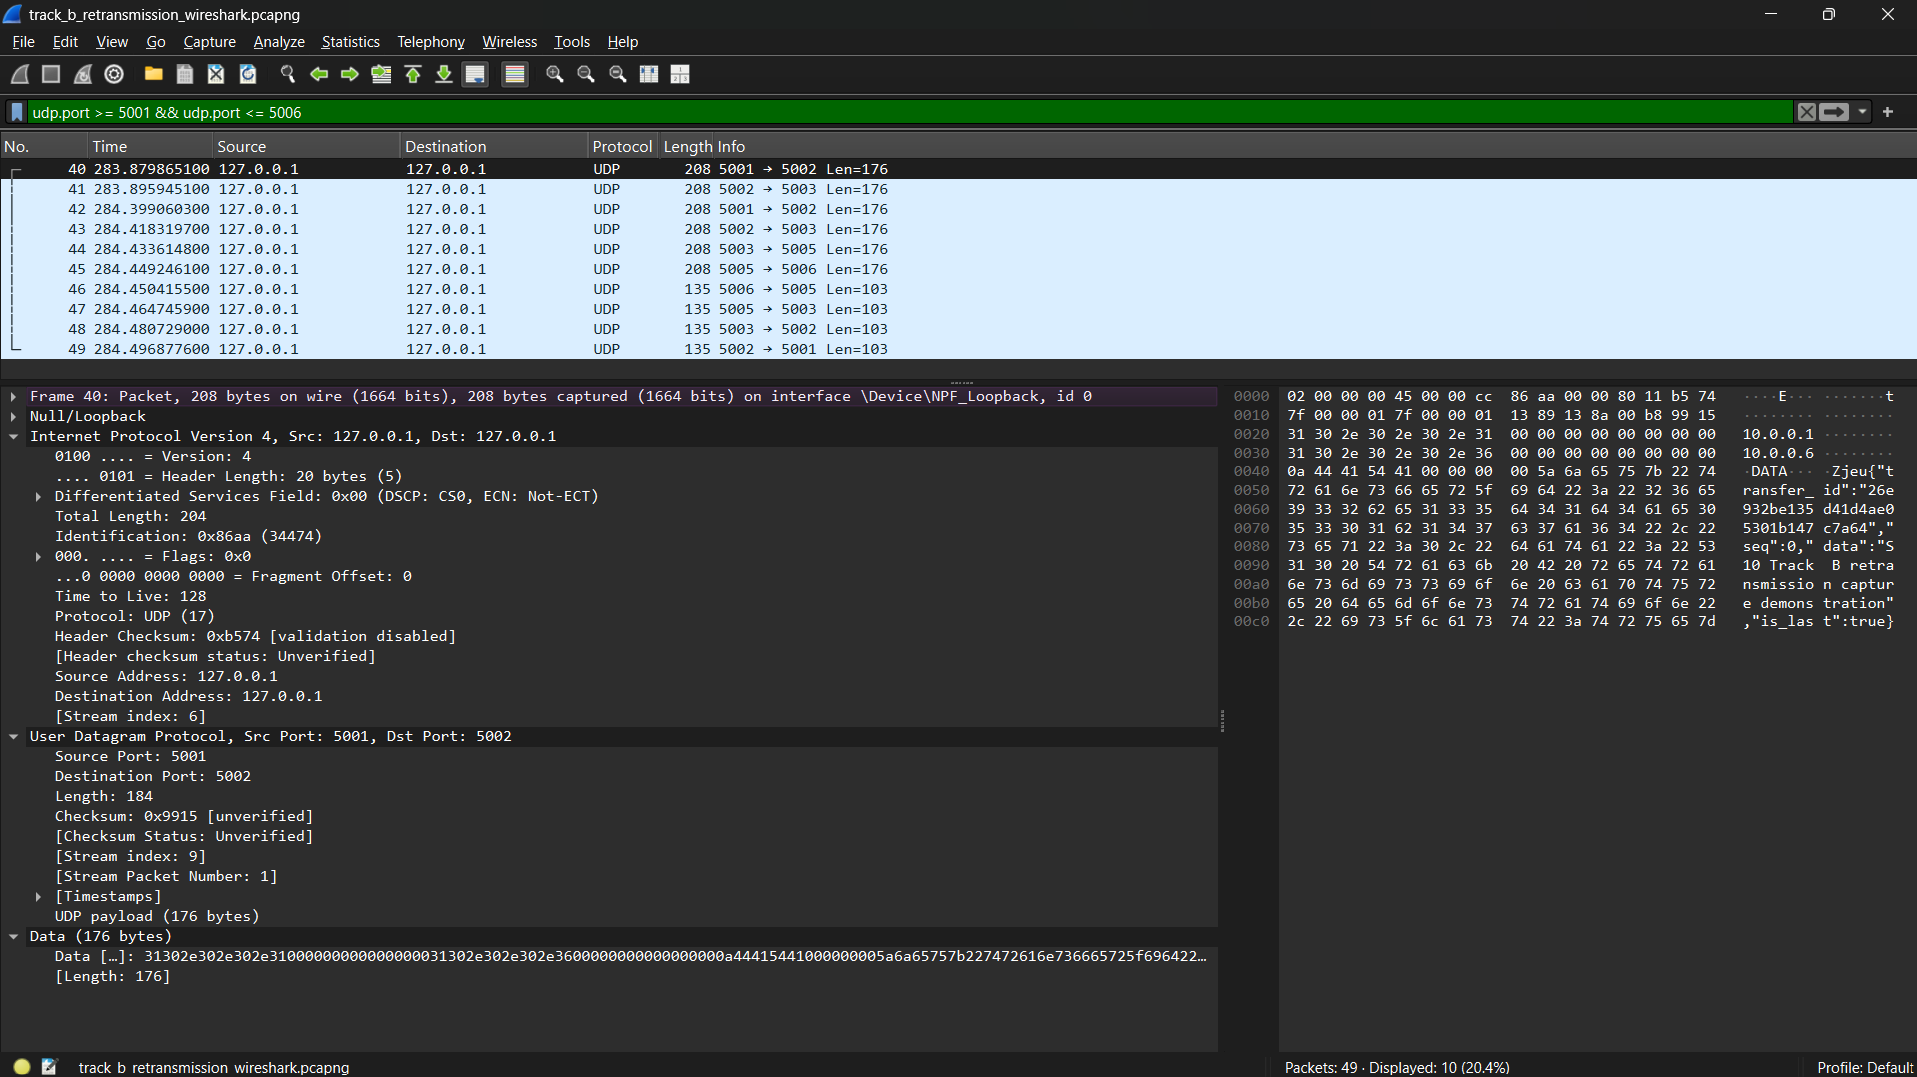 track_b_retransmission_wireshark.pcapng
File Edit View Go Capture Analyze Statistics Telephony Wireless Tools Help
udp.port >= 5001 && udp.port <= 5006
No. Time Source Destination Protocol Length Info
40 283.879865100 127.0.0.1 127.0.0.1 UDP 208 5001 → 5002 Len=176
41 283.895945100 127.0.0.1 127.0.0.1 UDP 208 5002 → 5003 Len=176
42 284.399060300 127.0.0.1 127.0.0.1 UDP 208 5001 → 5002 Len=176
43 284.418319700 127.0.0.1 127.0.0.1 UDP 208 5002 → 5003 Len=176
44 284.433614800 127.0.0.1 127.0.0.1 UDP 208 5003 → 5005 Len=176
45 284.449246100 127.0.0.1 127.0.0.1 UDP 208 5005 → 5006 Len=176
46 284.450415500 127.0.0.1 127.0.0.1 UDP 135 5006 → 5005 Len=103
47 284.464745900 127.0.0.1 127.0.0.1 UDP 135 5005 → 5003 Len=103
48 284.480729000 127.0.0.1 127.0.0.1 UDP 135 5003 → 5002 Len=103
49 284.496877600 127.0.0.1 127.0.0.1 UDP 135 5002 → 5001 Len=103
Frame 40: Packet, 208 bytes on wire (1664 bits), 208 bytes captured (1664 bits) on interface \Device\NPF_Loopback, id 0
Null/Loopback
Internet Protocol Version 4, Src: 127.0.0.1, Dst: 127.0.0.1
0100 .... = Version: 4
.... 0101 = Header Length: 20 bytes (5)
Differentiated Services Field: 0x00 (DSCP: CS0, ECN: Not-ECT)
Total Length: 204
Identification: 0x86aa (34474)
000. .... = Flags: 0x0
...0 0000 0000 0000 = Fragment Offset: 0
Time to Live: 128
Protocol: UDP (17)
Header Checksum: 0xb574 [validation disabled]
[Header checksum status: Unverified]
Source Address: 127.0.0.1
Destination Address: 127.0.0.1
[Stream index: 6]
User Datagram Protocol, Src Port: 5001, Dst Port: 5002
Source Port: 5001
Destination Port: 5002
Length: 184
Checksum: 0x9915 [unverified]
[Checksum Status: Unverified]
[Stream index: 9]
[Stream Packet Number: 1]
[Timestamps]
UDP payload (176 bytes)
Data (176 bytes)
Data […]: 31302e302e302e31000000000000000031302e302e302e3600000000000000000a44415441000000005a6a65757b227472616e736665725f696422…
[Length: 176]
0000 02 00 00 00 45 00 00 cc 86 aa 00 00 80 11 b5 74 ····E··· ·······t
0010 7f 00 00 01 7f 00 00 01 13 89 13 8a 00 b8 99 15 ········ ········
0020 31 30 2e 30 2e 30 2e 31 00 00 00 00 00 00 00 00 10.0.0.1 ········
0030 31 30 2e 30 2e 30 2e 36 00 00 00 00 00 00 00 00 10.0.0.6 ········
0040 0a 44 41 54 41 00 00 00 00 5a 6a 65 75 7b 22 74 ·DATA··· ·Zjeu{"t
0050 72 61 6e 73 66 65 72 5f 69 64 22 3a 22 32 36 65 ransfer_ id":"26e
0060 39 33 32 62 65 31 33 35 64 34 31 64 34 61 65 30 932be135 d41d4ae0
0070 35 33 30 31 62 31 34 37 63 37 61 36 34 22 2c 22 5301b147 c7a64","
0080 73 65 71 22 3a 30 2c 22 64 61 74 61 22 3a 22 53 seq":0," data":"S
0090 31 30 20 54 72 61 63 6b 20 42 20 72 65 74 72 61 10 Track B retra
00a0 6e 73 6d 69 73 73 69 6f 6e 20 63 61 70 74 75 72 nsmissio n captur
00b0 65 20 64 65 6d 6f 6e 73 74 72 61 74 69 6f 6e 22 e demons tration"
00c0 2c 22 69 73 5f 6c 61 73 74 22 3a 74 72 75 65 7d ,"is_las t":true}
track_b_retransmission_wireshark.pcapng
Packets: 49 · Displayed: 10 (20.4%)
Profile: Default